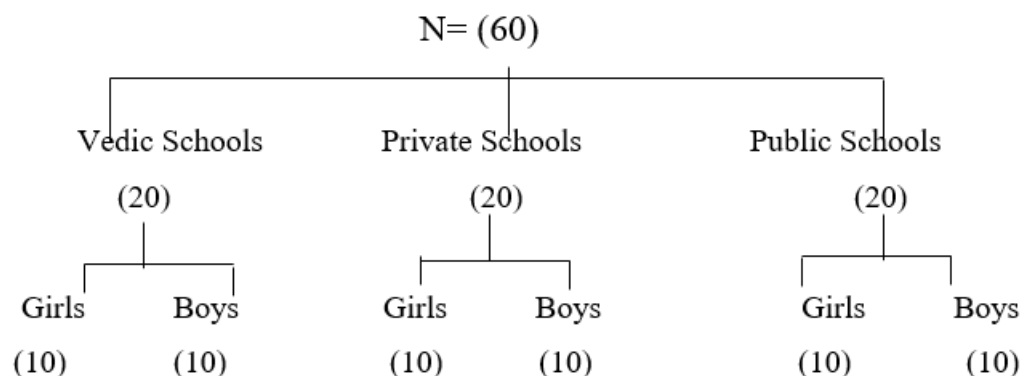 N= (60)
Vedic Schools Private Schools Public Schools
(20) (20) (20)
Girls Boys Girls Boys Girls Boys
(10) (10) (10) (10) (10) (10)